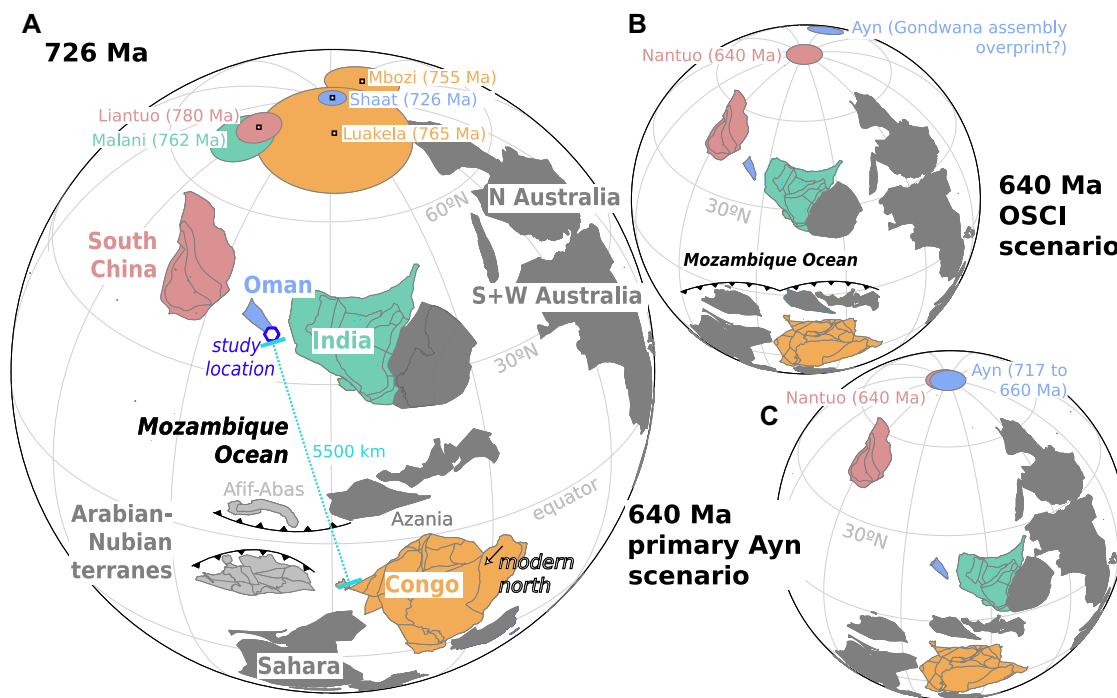 A
726 Ma
Mbozi (755 Ma)
Shaat (726 Ma)
Liantuo (780 Ma)
Luakela (765 Ma)
Malani (762 Ma)
N Australia
60ºN
South
China
S+W Australia
Oman
India
study
location
30ºN
Mozambique
Ocean
5500 km
Afif-Abas
equator
Azania
Arabian-
Nubian
terranes
modern
north
Congo
Sahara
B
Ayn (Gondwana assembly
overprint?)
Nantuo (640 Ma)
30ºN
640 Ma
OSCI
scenario
Mozambique Ocean
C
Ayn (717 to
660 Ma)
Nantuo (640 Ma)
30ºN
640 Ma
primary Ayn
scenario